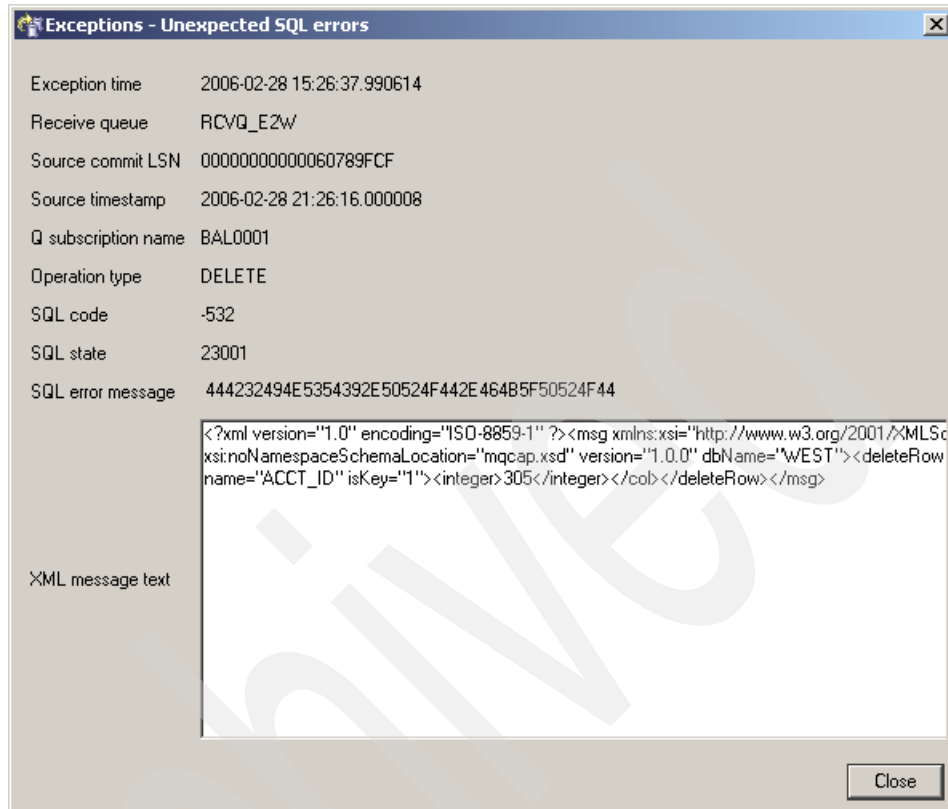 Exceptions - Unexpected SQL errors
Exception time 2006-02-28 15:26:37.990614
Receive queue RCVQ_E2W
Source commit LSN 00000000000060789FCF
Source timestamp 2006-02-28 21:26:16.000008
Q subscription name BAL0001
Operation type DELETE
SQL code -532
SQL state 23001
SQL error message 444232494E5354392E50524F442E464B5F50524F44
<?xml version="1.0" encoding="ISO-8859-1" ?><msg xmlns:xsi="http://www.w3.org/2001/XMLSc
xsi:noNamespaceSchemaLocation="mqcap.xsd" version="1.0.0" dbName="WEST"><deleteRow
name="ACCT_ID" isKey="1"><integer>305</integer></col></deleteRow></msg>
XML message text
Close
hived